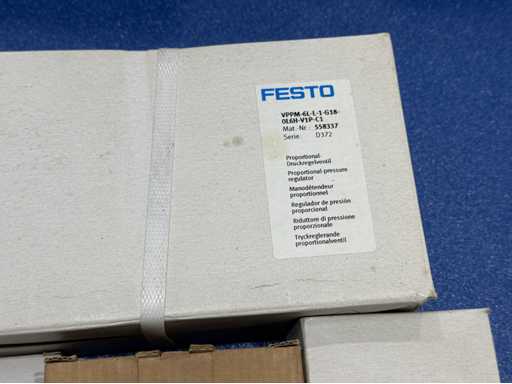 FESTO
VPPM-6L-L-1-G18-
0L6H-V1P-C1
Mat.-Nr.: 558337
Serie: D372
Proportional-
Druckregelventil
Proportional-pressure
regulator
Manodétendeur
proportionnel
Regulador de presión
proporcional
Riduttore di pressione
proporzionale
Tryckreglerande
proportionalventil